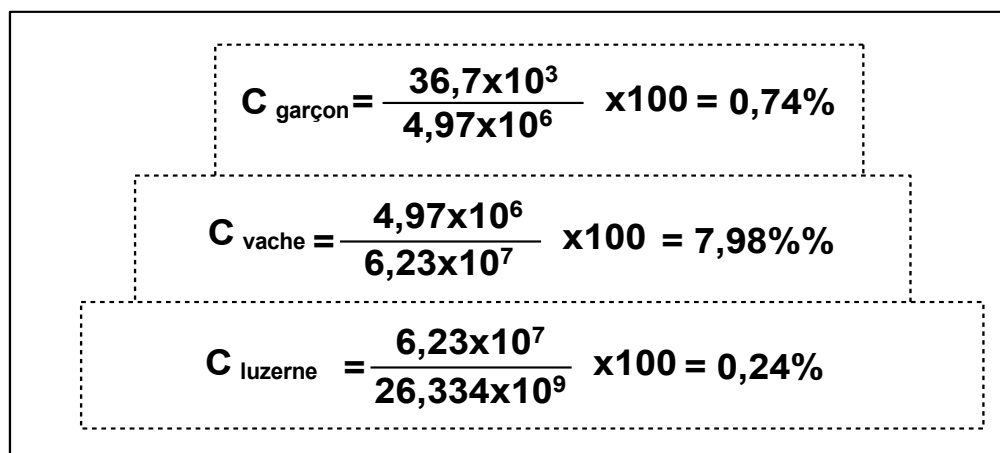 C garçon = 36,7x10³ / 4,97x10⁶ x100 = 0,74%
C vache = 4,97x10⁶ / 6,23x10⁷ x100 = 7,98%%
C luzerne = 6,23x10⁷ / 26,334x10⁹ x100 = 0,24%